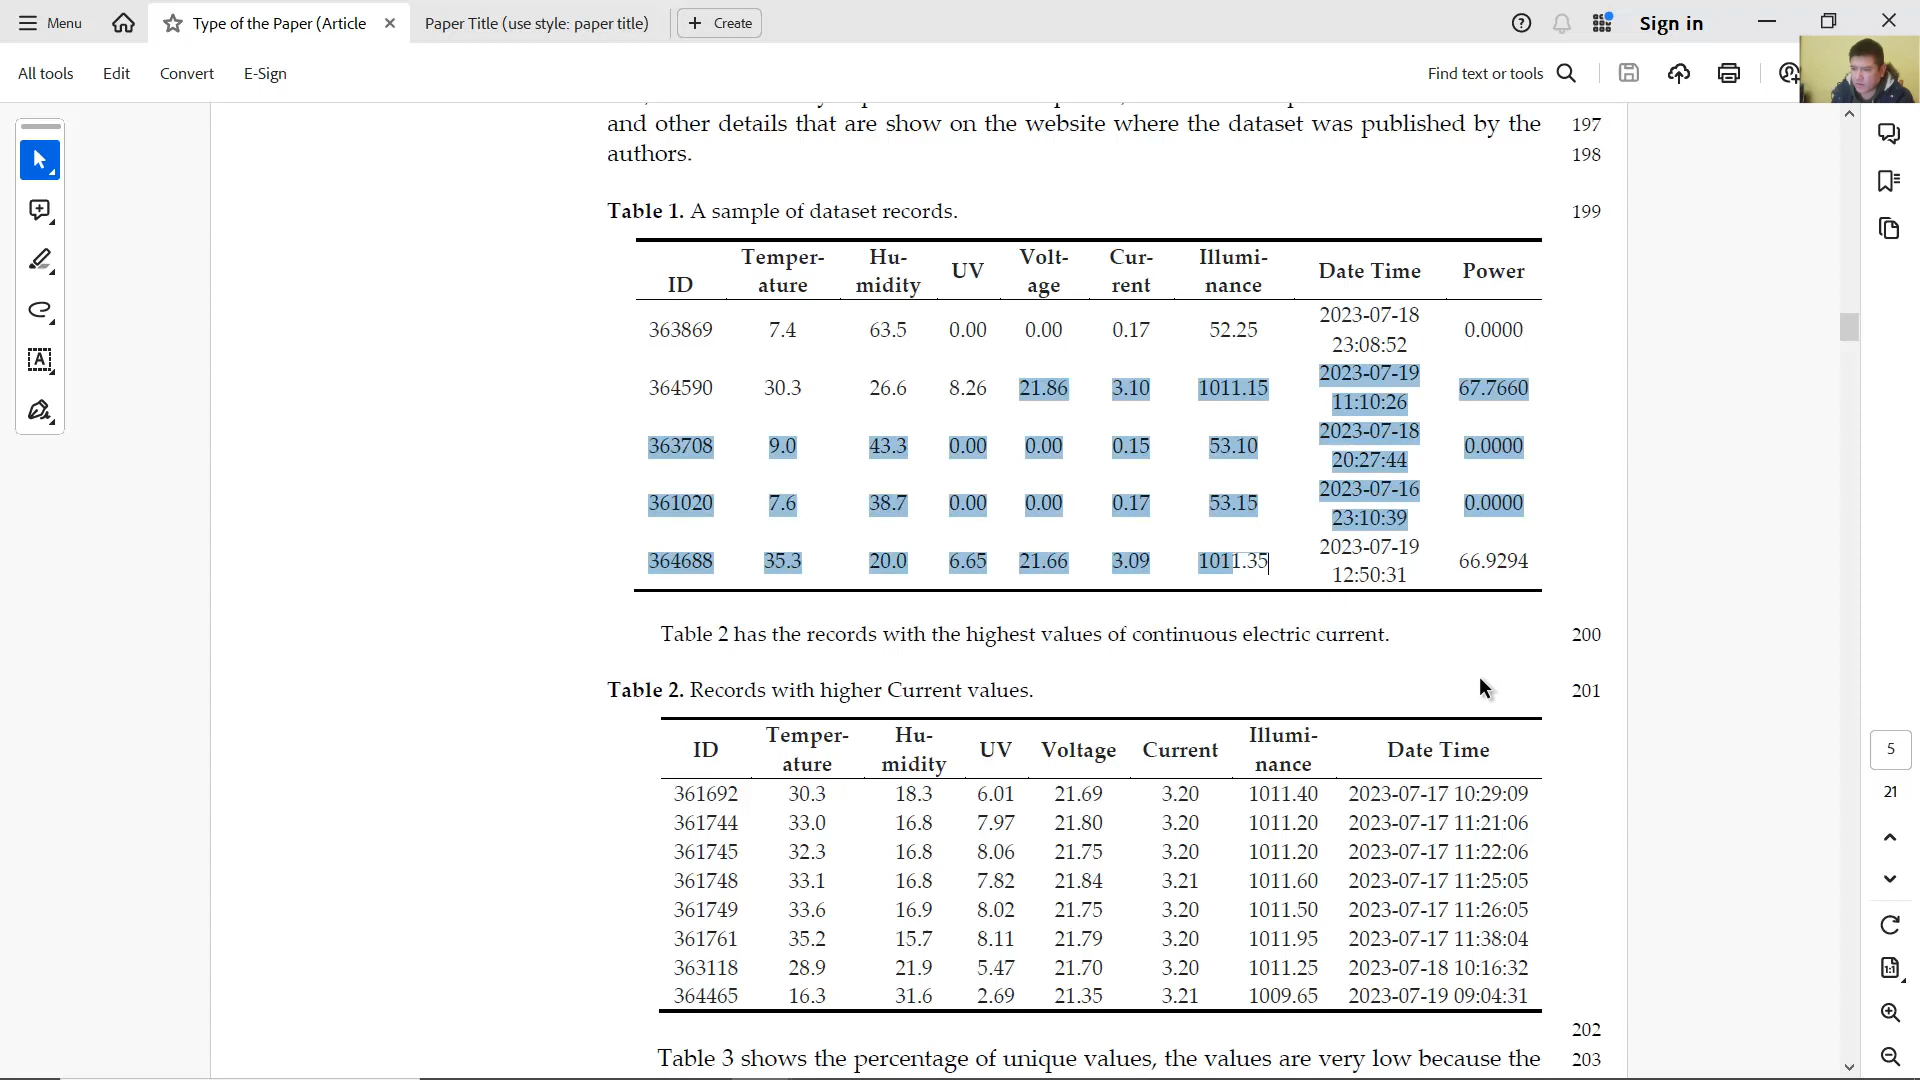 Menu
Type of the Paper (Article
Paper Title (use style: paper title)
Create
Sign in
All tools
Edit
Convert
E-Sign
Find text or tools
and other details that are show on the website where the dataset was published by the 197
authors. 198
Table 1. A sample of dataset records. 199
ID Temper-ature Hu-midity UV Volt-age Cur-rent Illumi-nance Date Time Power
363869 7.4 63.5 0.00 0.00 0.17 52.25 2023-07-18 23:08:52 0.0000
364590 30.3 26.6 8.26 21.86 3.10 1011.15 2023-07-19 11:10:26 67.7660
363708 9.0 43.3 0.00 0.00 0.15 53.10 2023-07-18 20:27:44 0.0000
361020 7.6 38.7 0.00 0.00 0.17 53.15 2023-07-16 23:10:39 0.0000
364688 35.3 20.0 6.65 21.66 3.09 1011.35 2023-07-19 12:50:31 66.9294
Table 2 has the records with the highest values of continuous electric current. 200
Table 2. Records with higher Current values. 201
ID Temper-ature Hu-midity UV Voltage Current Illumi-nance Date Time
361692 30.3 18.3 6.01 21.69 3.20 1011.40 2023-07-17 10:29:09
361744 33.0 16.8 7.97 21.80 3.20 1011.20 2023-07-17 11:21:06
361745 32.3 16.8 8.06 21.75 3.20 1011.20 2023-07-17 11:22:06
361748 33.1 16.8 7.82 21.84 3.21 1011.60 2023-07-17 11:25:05
361749 33.6 16.9 8.02 21.75 3.20 1011.50 2023-07-17 11:26:05
361761 35.2 15.7 8.11 21.79 3.20 1011.95 2023-07-17 11:38:04
363118 28.9 21.9 5.47 21.70 3.20 1011.25 2023-07-18 10:16:32
364465 16.3 31.6 2.69 21.35 3.21 1009.65 2023-07-19 09:04:31
202
Table 3 shows the percentage of unique values, the values are very low because the 203
5
21